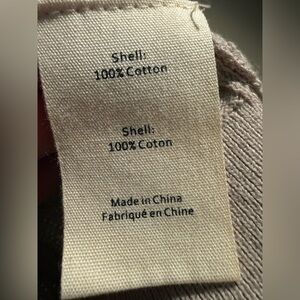 Shell:
100% Cotton
Shell:
100% Coton
Made in China
Fabriqué en Chine